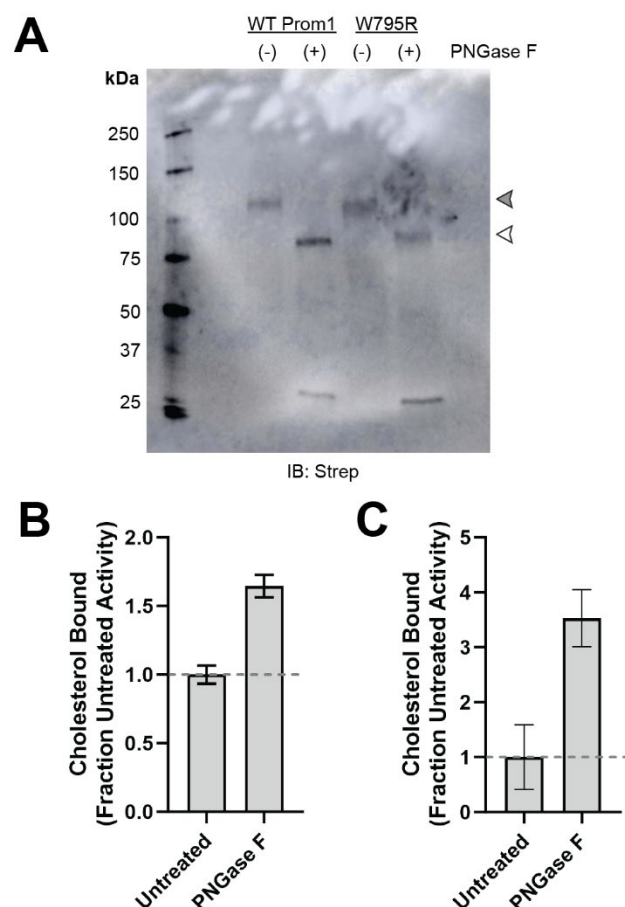 A
WT Prom1 W795R
(-) (+) (-) (+) PNGase F
kDa
250
150
100
75
50
37
25
IB: Strep
B
Cholesterol Bound
(Fraction Untreated Activity)
2.0
1.5
1.0
0.5
0.0
Untreated
PNGase F
C
Cholesterol Bound
(Fraction Untreated Activity)
5
4
3
2
1
0
Untreated
PNGase F